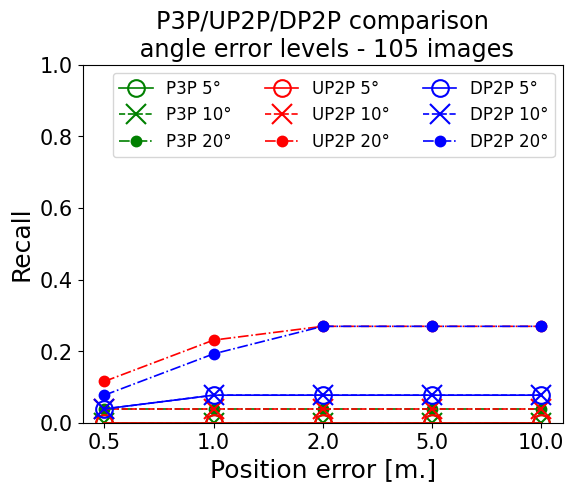 P3P/UP2P/DP2P comparison
angle error levels - 105 images
P3P 5° UP2P 5° DP2P 5°
P3P 10° UP2P 10° DP2P 10°
P3P 20° UP2P 20° DP2P 20°
1.0
0.8
0.6
0.4
0.2
0.0
Recall
0.5 1.0 2.0 5.0 10.0
Position error [m.]